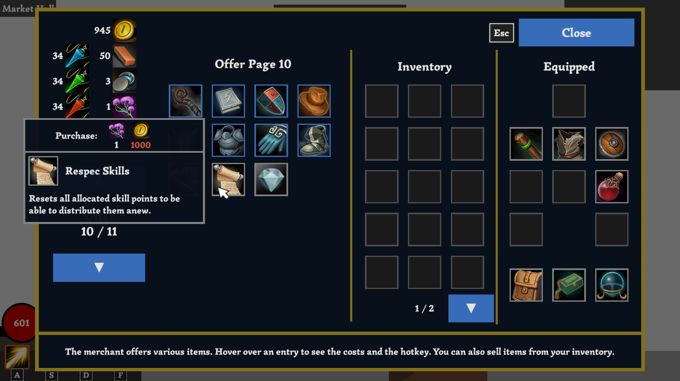 Market Hall
945
Esc
Close
34
50
34
3
34
1
Offer Page 10
Inventory
Equipped
Purchase:
1
1000
Respec Skills
Resets all allocated skill points to be
able to distribute them anew.
10 / 11
▼
1 / 2
▼
601
The merchant offers various items. Hover over an entry to see the costs and the hotkey. You can also sell items from your inventory.
A
S
D
F